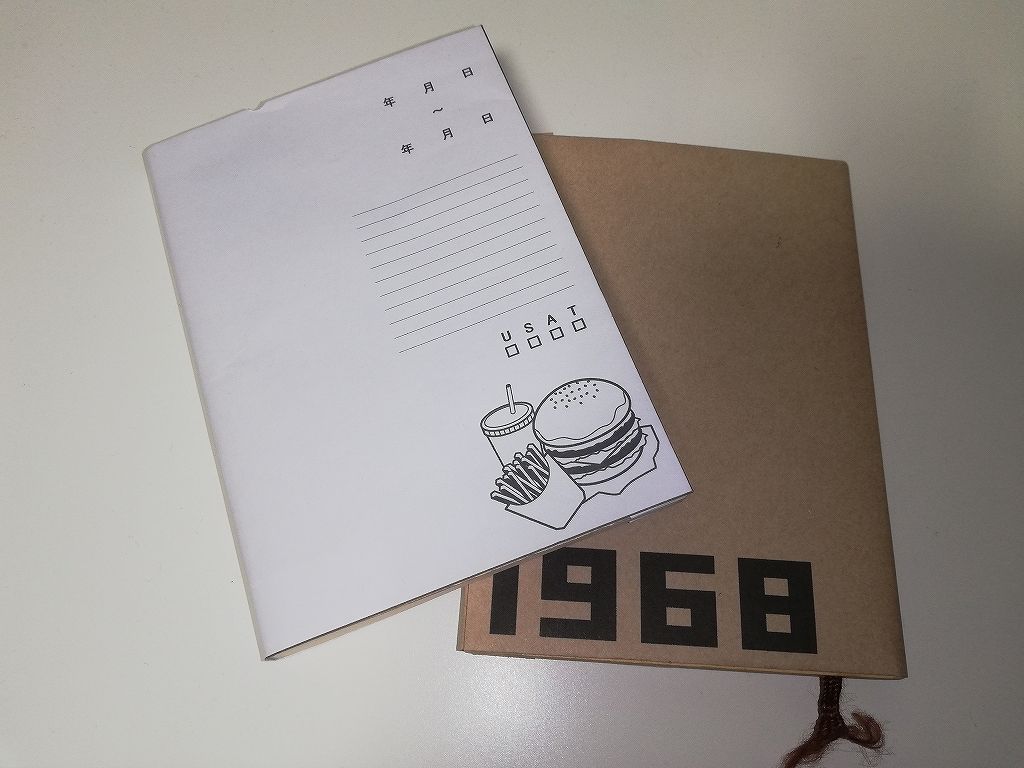 年 月 日
～
年 月 日
USAT
1968